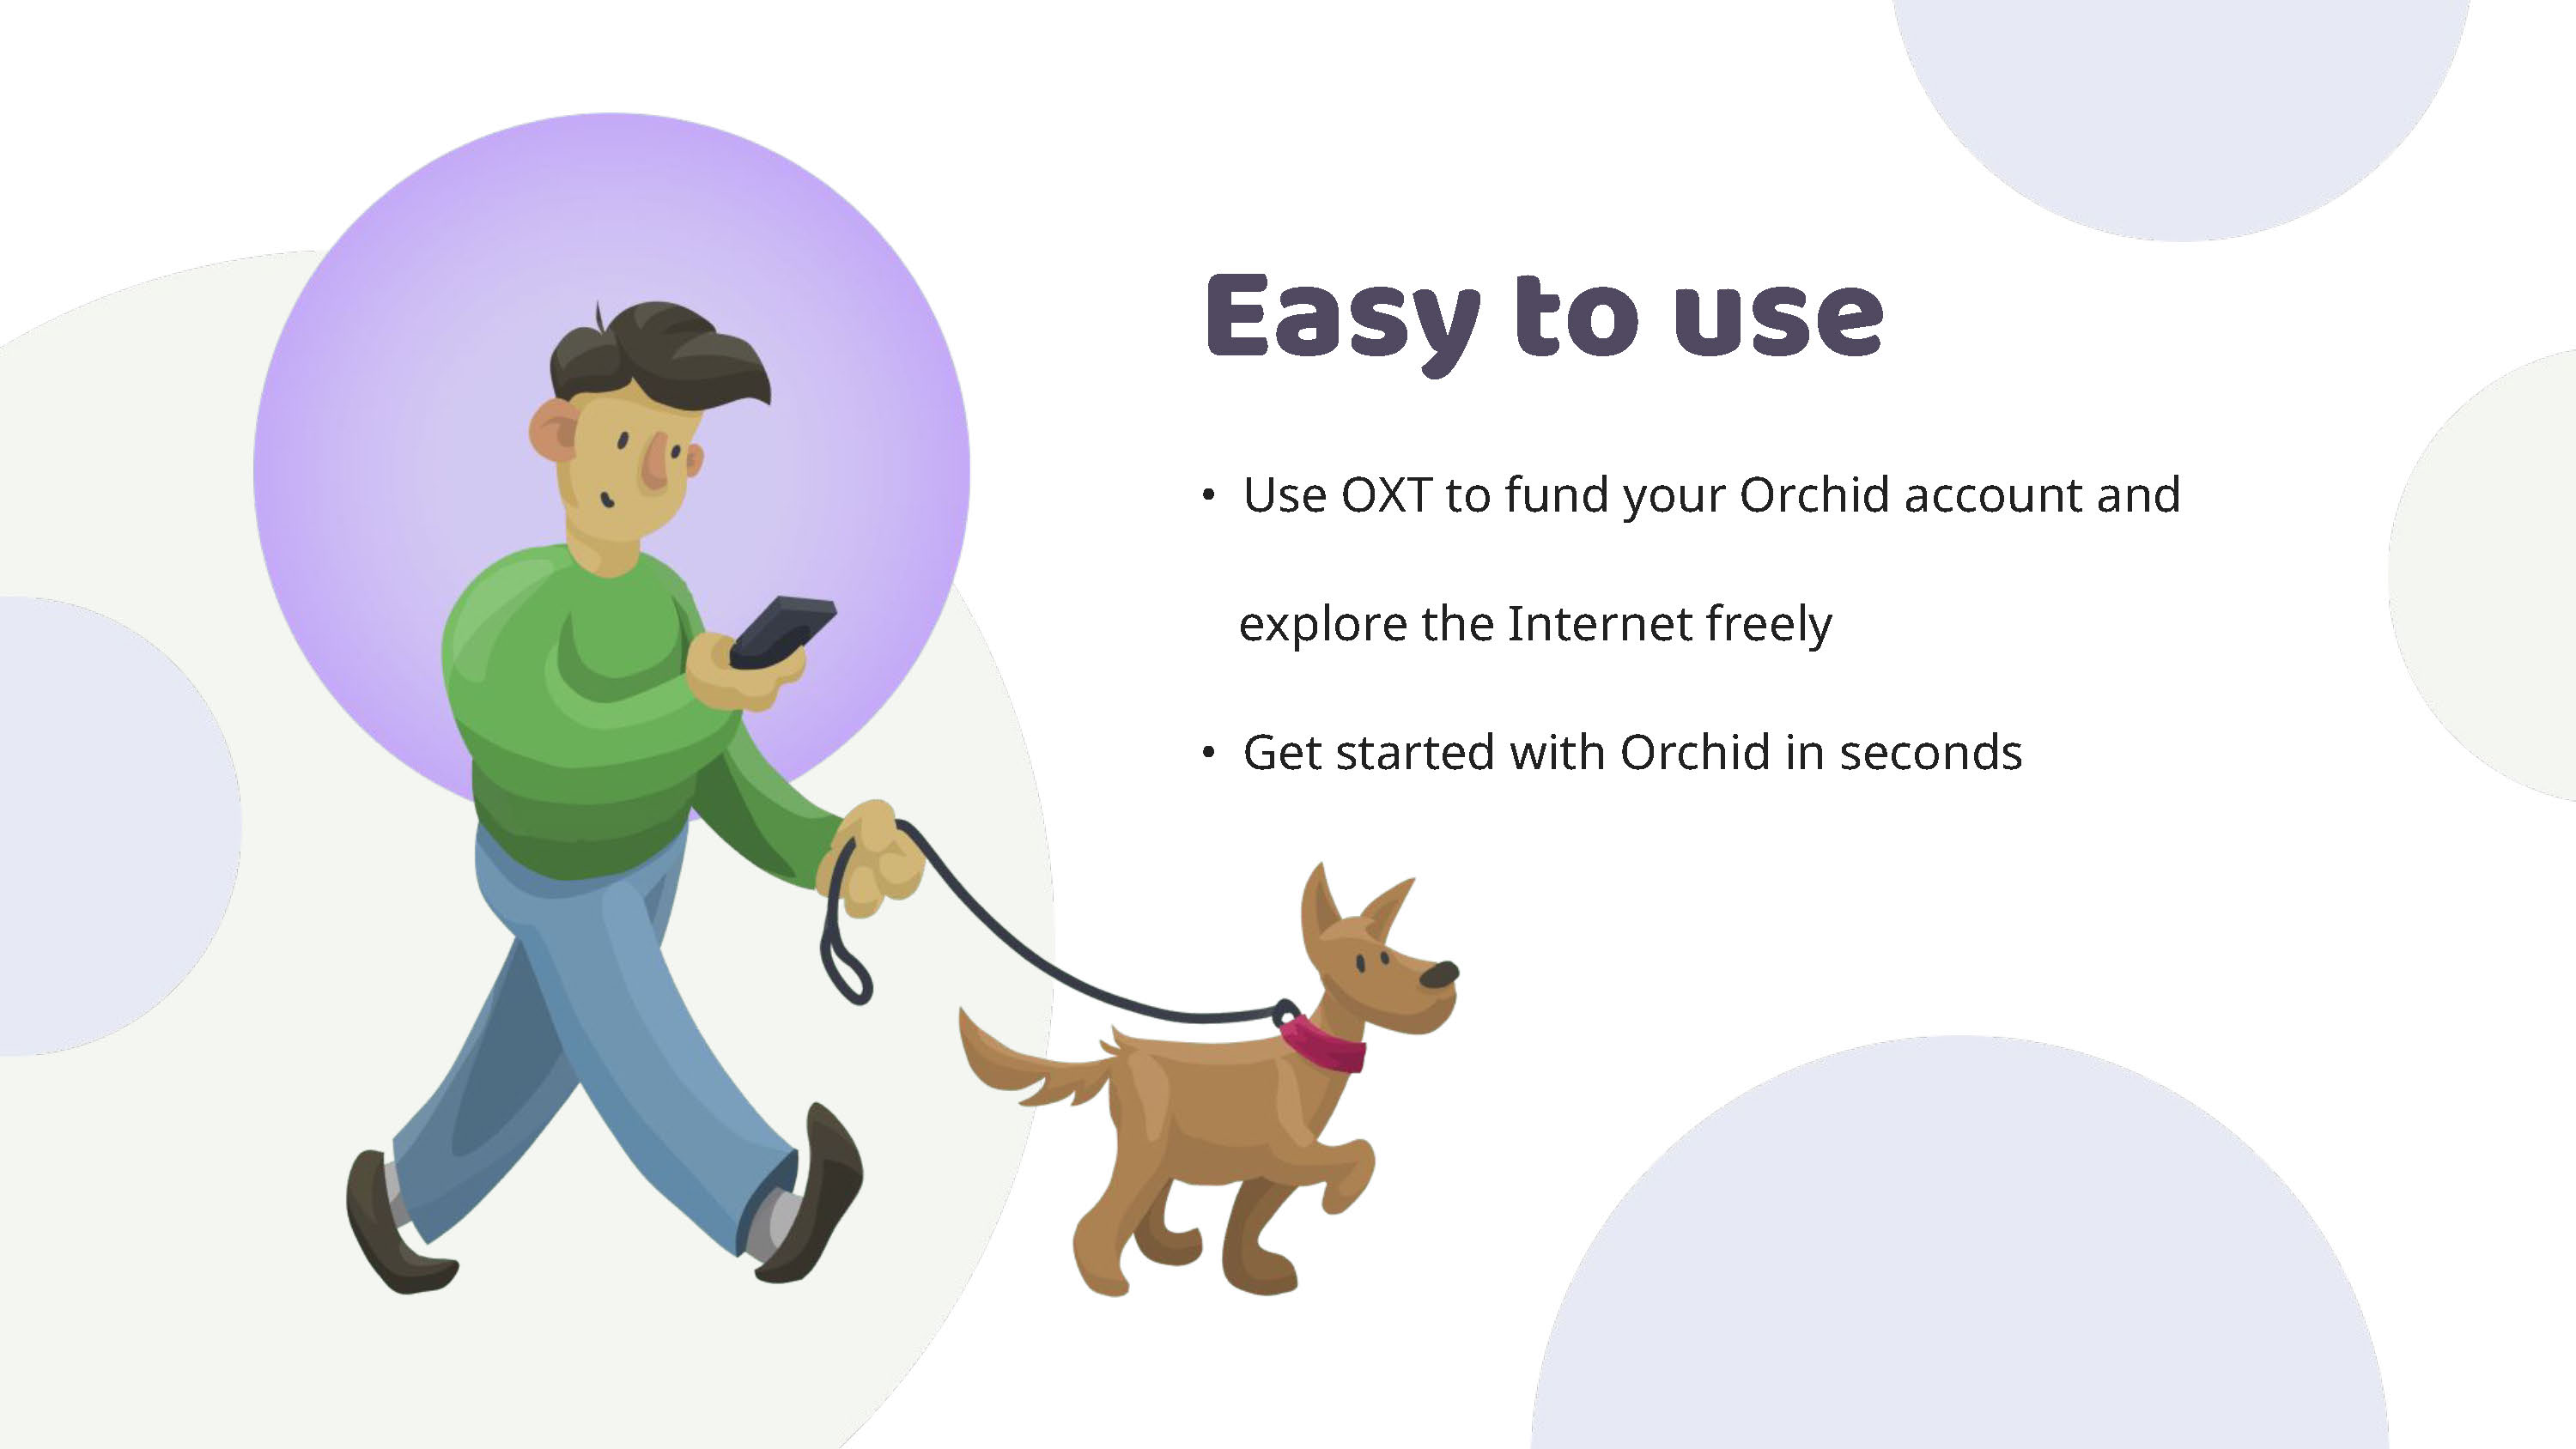 Easy to use
• Use OXT to fund your Orchid account and
explore the Internet freely
• Get started with Orchid in seconds